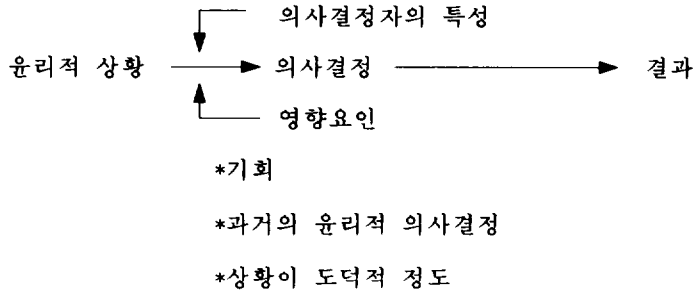 의사결정자의 특성
윤리적 상황 의사결정 결과
영향요인
*기회
*과거의 윤리적 의사결정
*상황이 도덕적 정도